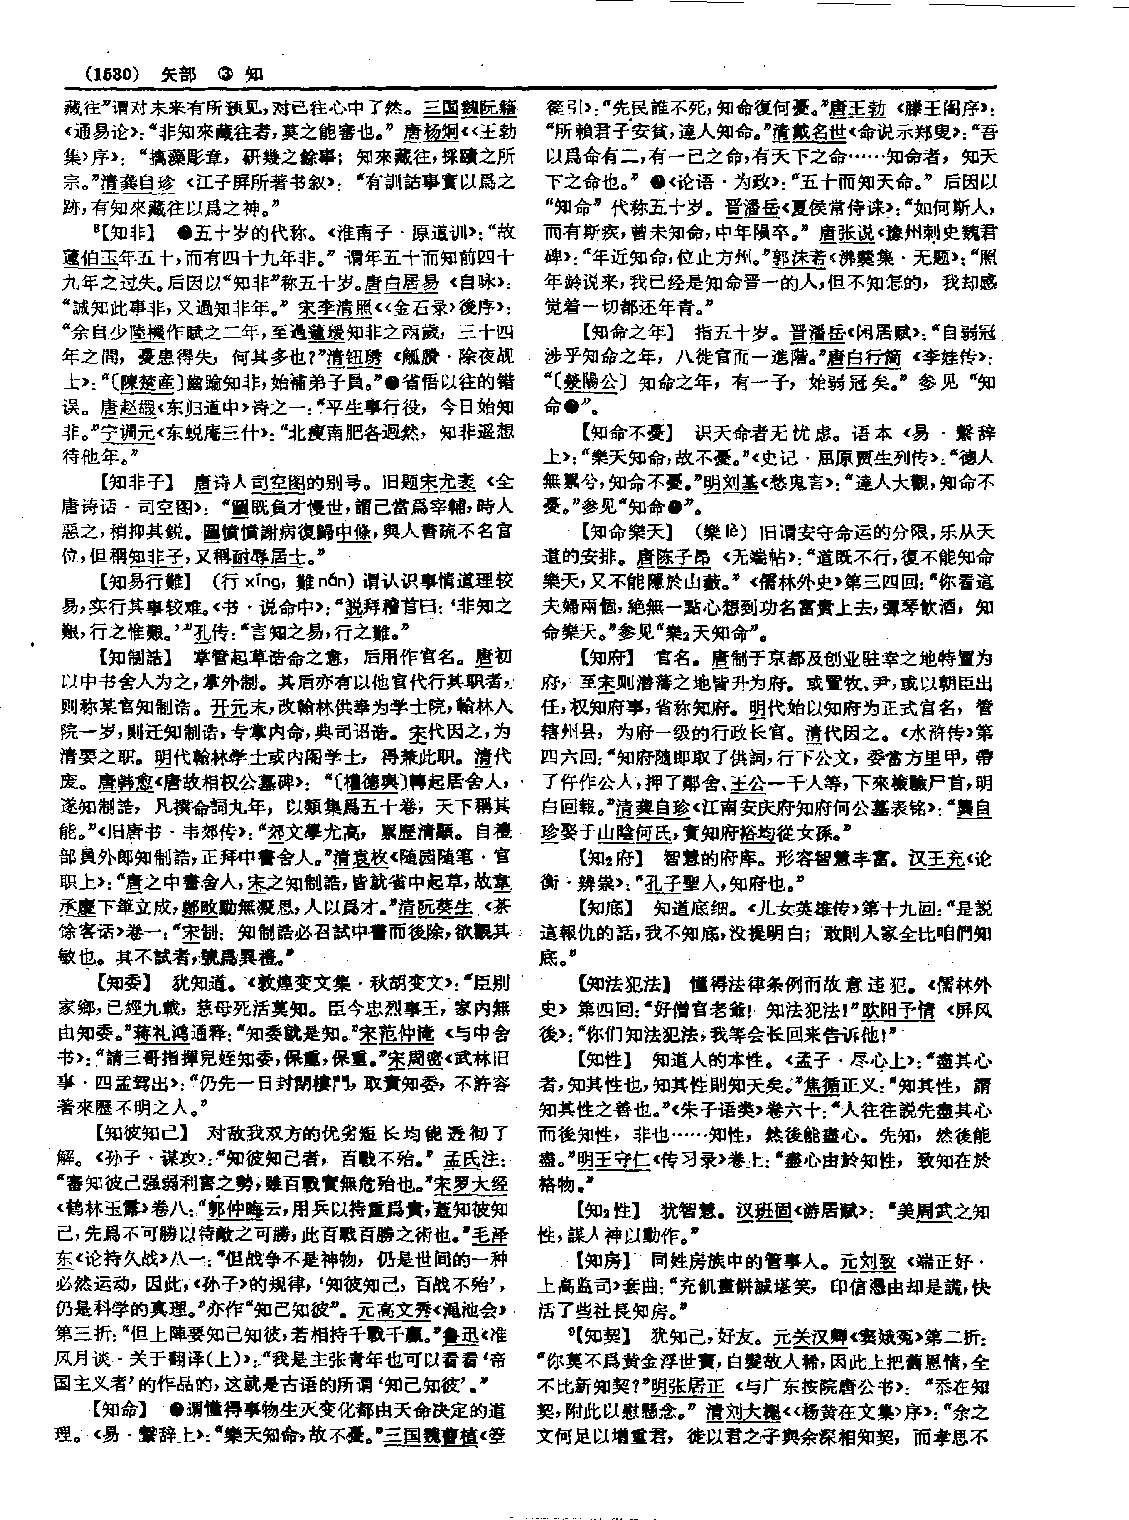 (1530) 矢部 ③ 知
藏往”谓对未来有所预见,对已往心中了然。三国魏阮籍
《通易论》:“非知來藏往者,莫之能審也。”唐杨炯《〈王勃
集〉序》:“摛藻彫章,研幾之餘事;知來藏往,探賾之所
宗。”清龚自珍《江子屏所著书叙》:“有訓詁事實以爲之
跡,有知來藏往以爲之神。”
8【知非】 ❶五十岁的代称。《淮南子·原道训》:“故
蘧伯玉年五十,而有四十九年非。”谓年五十而知前四十
九年之过失。后因以“知非”称五十岁。唐白居易《自咏》:
“誠知此事非,又過知非年。”宋李清照《〈金石录〉後序》:
“余自少陸機作賦之二年,至過蘧瑗知非之兩歲,三十四
年之間,憂患得失,何其多也?”清钮琇《觚賸·除夜战
士》:“〔陳楚產〕歲踰知非,始補弟子員。”❷省悟以往的错
误。唐赵嘏《东归道中》诗之一:“平生事行役,今日始知
非。”宁调元《东蜕庵三什》:“北瘦南肥各迥然,知非遥想
待他年。”
【知非子】 唐诗人司空图的别号。旧题宋尤袤《全
唐诗话·司空图》:“圖既負才慢世,謂己當爲宰輔,時人
惡之,稍抑其鋭。圖憤憤謝病復歸中條,與人書疏不名官
位,但稱知非子,又稱耐辱居士。”
【知易行難】 (行 xíng,難 nán)谓认识事情道理较
易,实行其事较难。《书·说命中》:“説拜稽首曰:‘非知之
艱,行之惟艱。’”孔传:“言知之易,行之難。”
【知制誥】 掌管起草诰命之意,后用作官名。唐初
以中书舍人为之,掌外制。其后亦有以他官代行其职者,
则称某官知制诰。开元末,改翰林供奉为学士院,翰林入
院一岁,则迁知制诰,专掌内命,典司诏诰。宋代因之,为
清要之职。明代翰林学士或内阁学士,得兼此职。清代
废。唐韩愈《唐故相权公墓碑》:“〔權德輿〕轉起居舍人,
遂知制誥,凡撰命詞九年,以類集爲五十卷,天下稱其
能。”《旧唐书·韦郊传》:“郊文學尤高,累歷清顯。自禮
部員外郎知制誥,正拜中書舍人。”清袁枚《随园随笔·官
职上》:“唐之中書舍人,宋之知制誥,皆就省中起草,故韋
承慶下筆立成,鄭畋動無凝思,人以爲才。”清阮葵生《茶
馀客话》卷一:“宋制:知制誥必召試中書而後除,欲觀其
敏也。其不試者,號爲異禮。”
【知委】 犹知道。《敦煌变文集·秋胡变文》:“臣別
家鄉,已經九載,慈母死活莫知。臣今忠烈事王,家内無
由知委。”蒋礼鸿通释:“知委就是知。”宋范仲淹《与中舍
书》:“請三哥指揮兒姪知委,保重,保重。”宋周密《武林旧
事·四孟驾出》:“仍先一日封閉樓門,取責知委,不許容
著來歷不明之人。”
【知彼知己】 对敌我双方的优劣短长均能透彻了
解。《孙子·谋攻》:“知彼知己者,百戰不殆。”孟氏注:
“審知彼己强弱利害之勢,雖百戰實無危殆也。”宋罗大经
《鹤林玉露》卷八:“郭仲晦云,用兵以持重爲貴,蓋知彼知
己,先爲不可勝以待敵之可勝,此百戰百勝之術也。”毛泽
东《论持久战》八一:“但战争不是神物,仍是世间的一种
必然运动,因此,《孙子》的规律,‘知彼知己,百战不殆’,
仍是科学的真理。”亦作“知己知彼”。元高文秀《渑池会》
第三折:“但上陣要知己知彼,若相持千戰千贏。”鲁迅《准
风月谈·关于翻译(上)》:“我是主张青年也可以看看‘帝
国主义者’的作品的,这就是古语的所谓‘知己知彼’。”
【知命】 ❶谓懂得事物生灭变化都由天命决定的道
理。《易·繋辞上》:“樂天知命,故不憂。”三国魏曹植《箜
篌引》:“先民誰不死,知命復何憂。”唐王勃《滕王阁序》:
“所賴君子安貧,達人知命。”清戴名世《命说示郑叟》:“吾
以爲命有二,有一己之命,有天下之命……知命者,知天
下之命也。”❷《论语·为政》:“五十而知天命。”后因以
“知命”代称五十岁。晋潘岳《夏侯常侍诔》:“如何斯人,
而有斯疾,曾未知命,中年隕卒。”唐张说《豫州刺史魏君
碑》:“年近知命,位止方州。”郭沫若《沸羹集·无题》:“照
年龄说来,我已经是知命晋一的人,但不知怎的,我却感
觉着一切都还年青。”
【知命之年】 指五十岁。晋潘岳《闲居赋》:“自弱冠
涉乎知命之年,八徙官而一進階。”唐白行简《李娃传》:
“〔滎陽公〕知命之年,有一子,始弱冠矣。”参见“知
命❷”。
【知命不憂】 识天命者无忧虑。语本《易·繋辞
上》:“樂天知命,故不憂。”《史记·屈原贾生列传》:“德人
無累兮,知命不憂。”明刘基《愁鬼言》:“達人大觀,知命不
憂。”参见“知命❶”。
【知命樂天】 (樂 lè)旧谓安守命运的分限,乐从天
道的安排。唐陈子昂《无端帖》:“道既不行,復不能知命
樂天,又不能隱於山藪。”《儒林外史》第三四回:“你看這
夫婦兩個,絶無一點心想到功名富貴上去,彈琴飲酒,知
命樂天。”参见“樂2天知命”。
【知府】 官名。唐制于京都及创业驻幸之地特置为
府,至宋则潜藩之地皆升为府。或置牧、尹,或以朝臣出
任,权知府事,省称知府。明代始以知府为正式官名,管
辖州县,为府一级的行政长官。清代因之。《水浒传》第
四六回:“知府隨即取了供詞,行下公文,委當方里甲,帶
了仵作公人,押了鄰舍、王公一干人等,下來檢驗尸首,明
白回報。”清龚自珍《江南安庆府知府何公墓表铭》:“龔自
珍娶于山陰何氏,實知府裕均從女孫。”
【知2府】 智慧的府库。形容智慧丰富。汉王充《论
衡·辨祟》:“孔子聖人,知府也。”
【知底】 知道底细。《儿女英雄传》第十九回:“是説
這報仇的話,我不知底,没提明白;敢則人家全比咱們知
底。”
【知法犯法】 懂得法律条例而故意违犯。《儒林外
史》第四回:“好僧官老爺!知法犯法!”欧阳予倩《屏风
後》:“你们知法犯法,我等会长回来告诉他!”
【知性】 知道人的本性。《孟子·尽心上》:“盡其心
者,知其性也,知其性則知天矣。”焦循正义:“知其性,謂
知其性之善也。”《朱子语类》卷六十:“人往往説先盡其心
而後知性,非也……知性,然後能盡心。先知,然後能
盡。”明王守仁《传习录》卷上:“盡心由於知性,致知在於
格物。”
【知2性】 犹智慧。汉班固《游居赋》:“美周武之知
性,謀人神以動作。”
【知房】 同姓房族中的管事人。元刘致《端正好·
上高监司》套曲:“充飢畫餅誠堪笑,印信憑由却是謊,快
活了些社長知房。”
9【知契】 犹知己,好友。元关汉卿《窦娥冤》第二折:
“你莫不爲黄金浮世寶,白髮故人稀,因此上把舊恩情,全
不比新知契?”明张居正《与广东按院唐公书》:“忝在知
契,附此以慰懸念。”清刘大櫆《〈杨黄在文集〉序》:“余之
文何足以增重君,徒以君之子與余深相知契,而孝思不